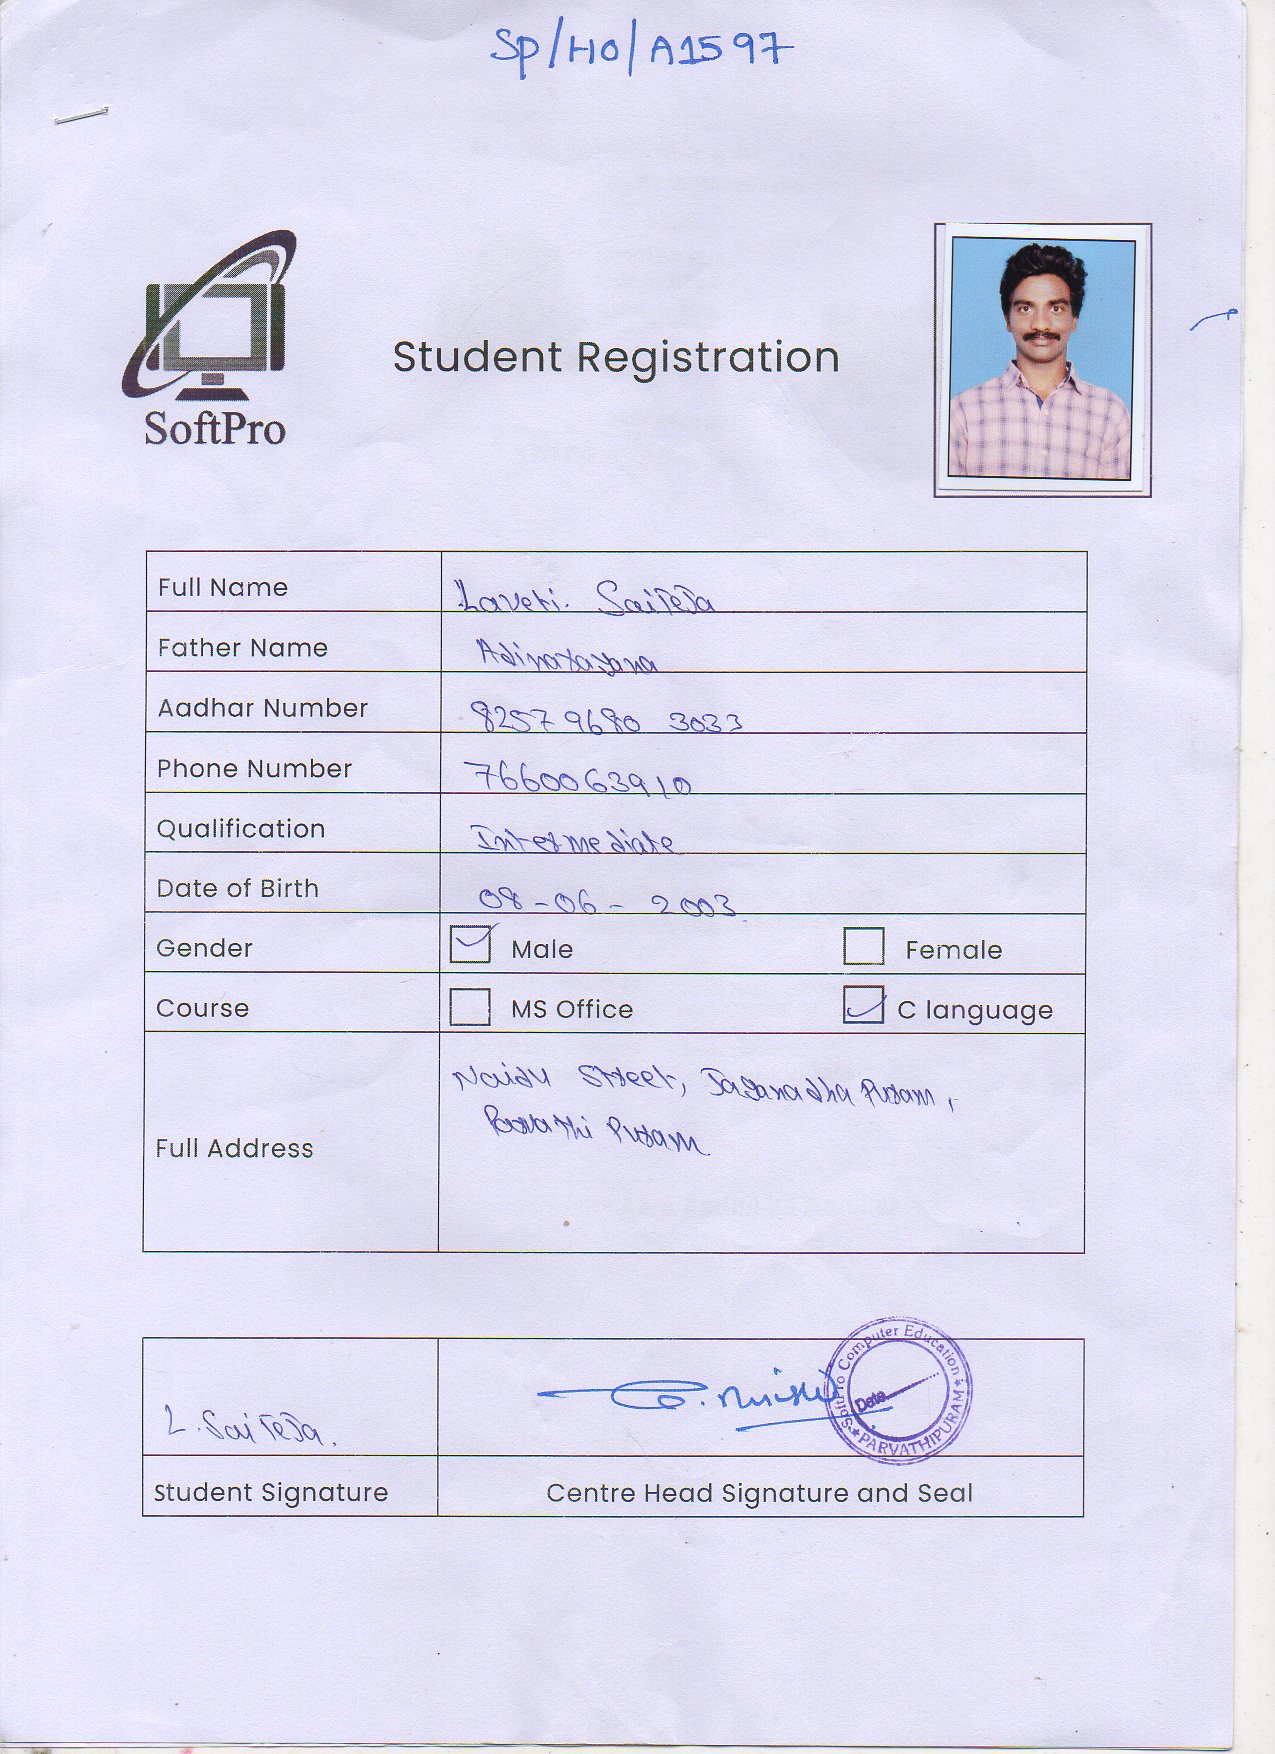 SP/HO/A1597
SoftPro
Student Registration
Full Name Laveti. SaiTeJa
Father Name Adinarayana
Aadhar Number 8257 9680 3033
Phone Number 7660063910
Qualification Intermediate
Date of Birth 08-06-2003
Gender Male Female
Course MS Office C language
Naidu Street, Jaganadha Puram,
Parvathi Puram
Full Address
L. SaiTeJa.
SoftPro Computer Education
Date
PARVATHIPURAM
Student Signature Centre Head Signature and Seal